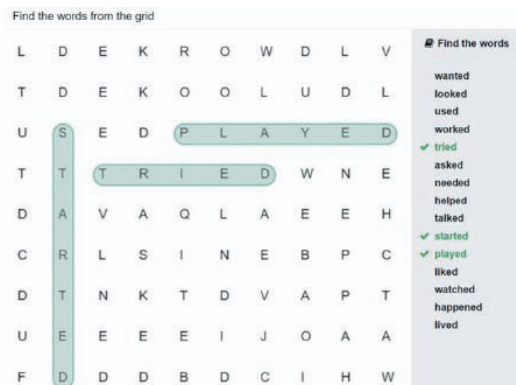 Find the words from the grid
L D E K R O W D L V
T D E K O O L U D L
U S E D P L A Y E D
T T T R I E D W N E
D A V A Q L A E E H
C R L S I N E B P C
D T N K T D V A P T
U E E E E I J O A A
F D D D B D C I H W
Find the words
wanted
looked
used
worked
tried
asked
needed
helped
talked
started
played
liked
watched
happened
lived